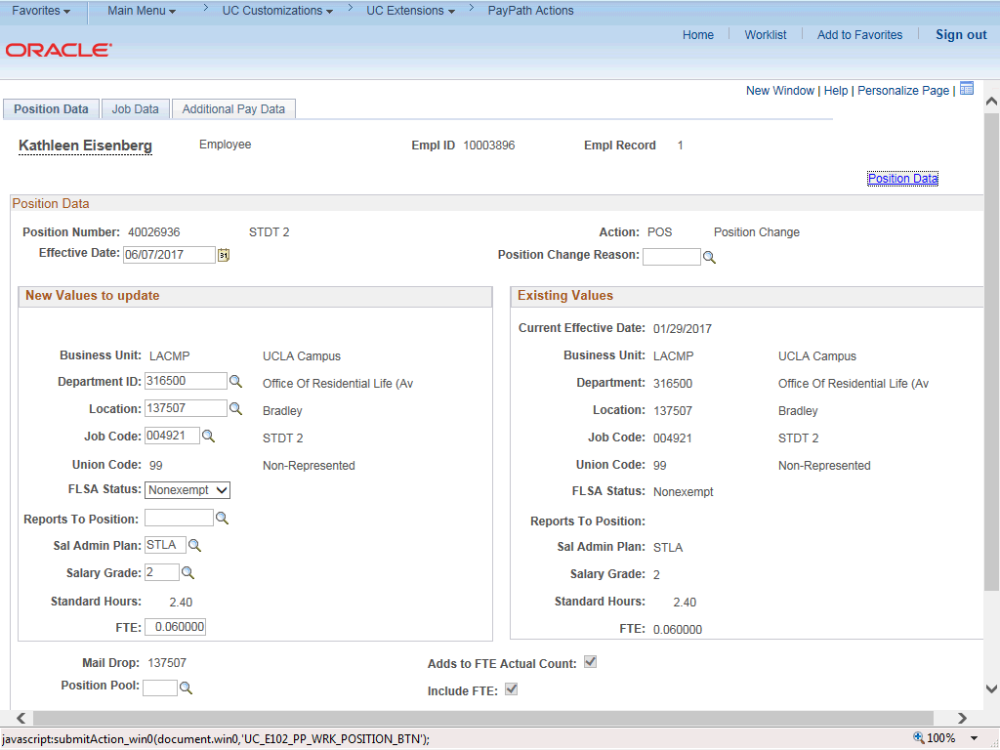 Favorites Main Menu > UC Customizations > UC Extensions > PayPath Actions
Home Worklist Add to Favorites Sign out
ORACLE
New Window | Help | Personalize Page |
Position Data Job Data Additional Pay Data
Kathleen Eisenberg Employee Empl ID 10003896 Empl Record 1
Position Data
Position Data
Position Number: 40026936 STDT 2 Action: POS Position Change
Effective Date: 06/07/2017 31 Position Change Reason:
New Values to update Existing Values
Current Effective Date: 01/29/2017
Business Unit: LACMP UCLA Campus Business Unit: LACMP UCLA Campus
Department ID: 316500 Office Of Residential Life (Av Department: 316500 Office Of Residential Life (Av
Location: 137507 Bradley Location: 137507 Bradley
Job Code: 004921 STDT 2 Job Code: 004921 STDT 2
Union Code: 99 Non-Represented Union Code: 99 Non-Represented
FLSA Status: Nonexempt FLSA Status: Nonexempt
Reports To Position: Reports To Position:
Sal Admin Plan: STLA Sal Admin Plan: STLA
Salary Grade: 2 Salary Grade: 2
Standard Hours: 2.40 Standard Hours: 2.40
FTE: 0.060000 FTE: 0.060000
Mail Drop: 137507 Adds to FTE Actual Count:
Position Pool: Include FTE:
javascript:submitAction_win0(document.win0,'UC_E102_PP_WRK_POSITION_BTN'); 100%